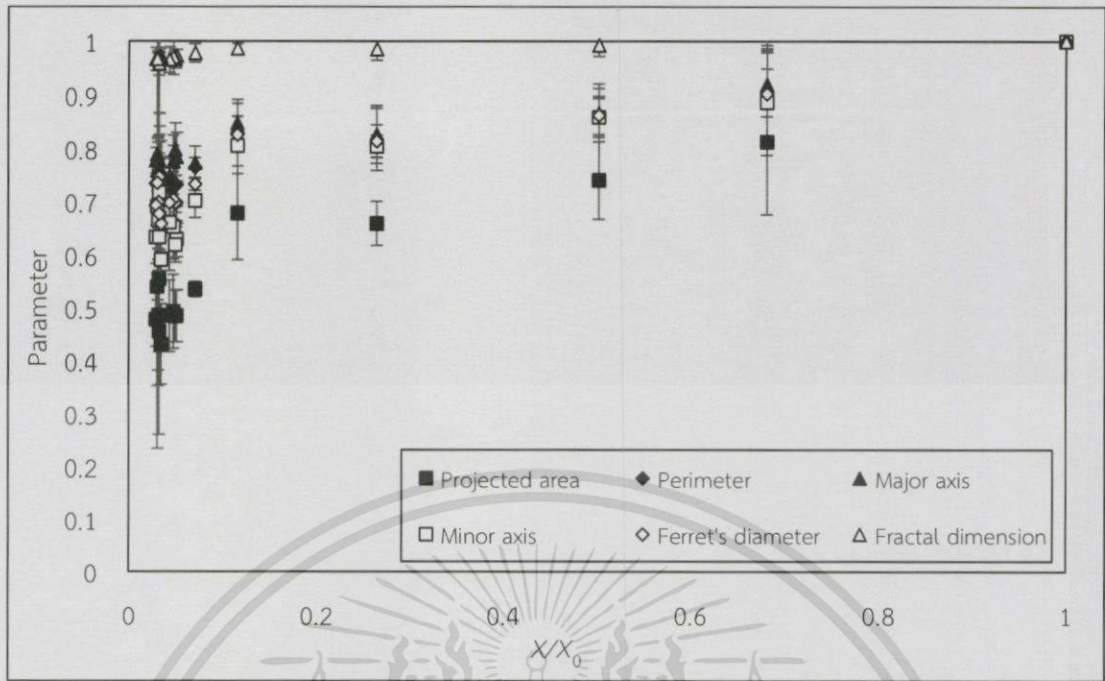 1
0.9
0.8
0.7
0.6
0.5
0.4
0.3
0.2
0.1
0
Parameter
Projected area Perimeter Major axis
Minor axis Ferret's diameter Fractal dimension
0 0.2 0.4 0.6 0.8 1
X/X₀